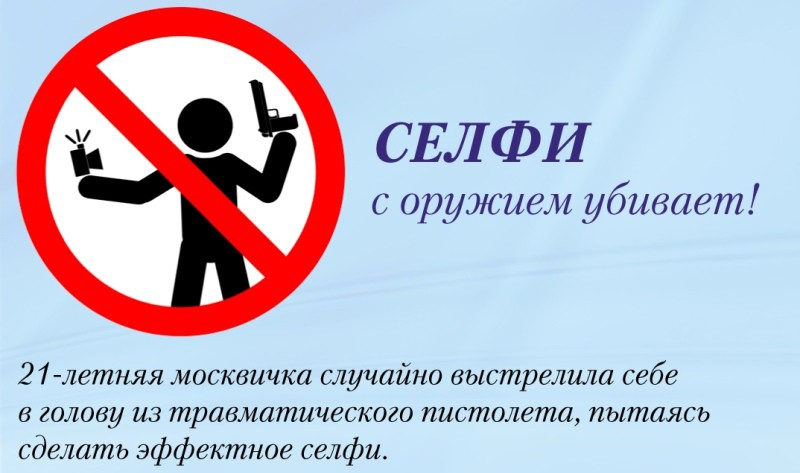 СЕЛФИ
с оружием убивает!
21-летняя москвичка случайно выстрелила себе
в голову из травматического пистолета, пытаясь
сделать эффектное селфи.